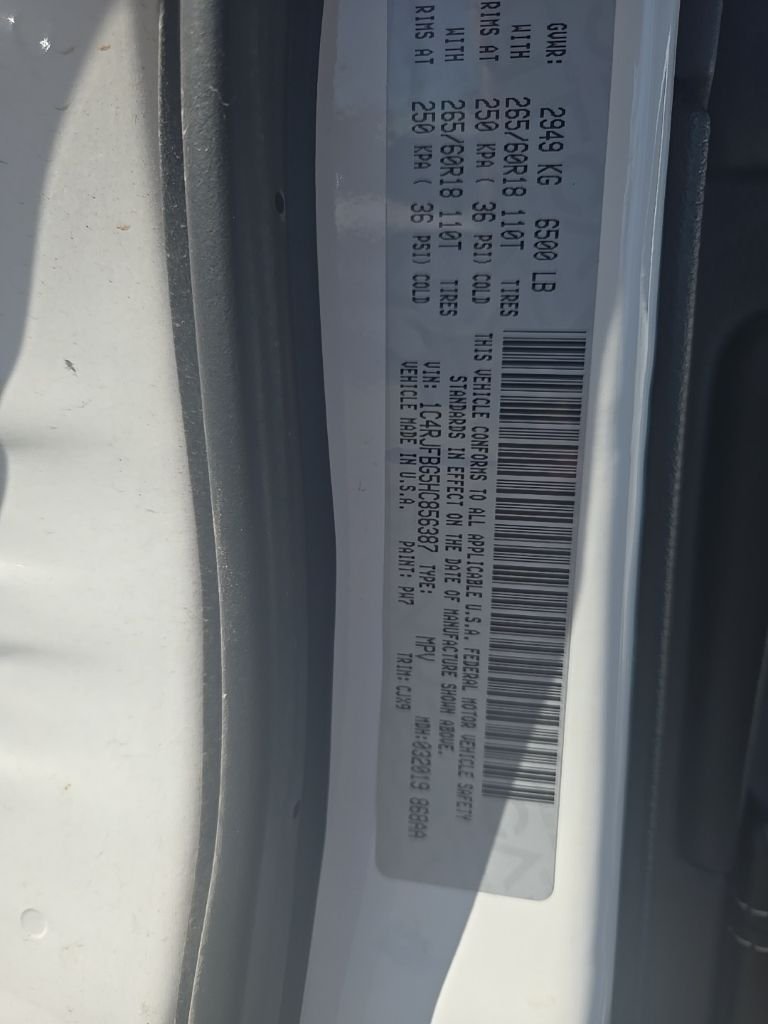 GVWR: 2949 KG 6500 LB
WITH 265/60R18 110T TIRES
RIMS AT 250 KPA ( 36 PSI) COLD
WITH 265/60R18 110T TIRES
RIMS AT 250 KPA ( 36 PSI) COLD
THIS VEHICLE CONFORMS TO ALL APPLICABLE U.S.A. FEDERAL MOTOR VEHICLE SAFETY
STANDARDS IN EFFECT ON THE DATE OF MANUFACTURE SHOWN ABOVE.
VIN: 1C4RJFBG5HC856387 TYPE: MPV MDH:032019 868AA
VEHICLE MADE IN U.S.A. PAINT: PW7 TRIM: CJX9